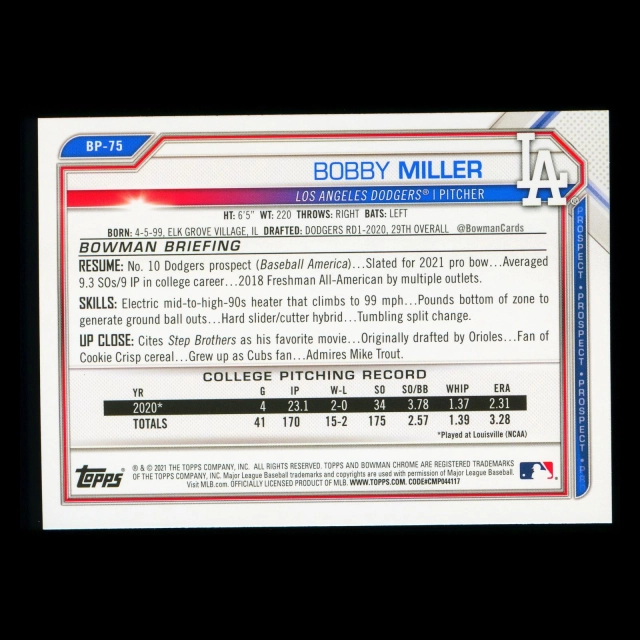 BP-75
BOBBY MILLER
LA
LOS ANGELES DODGERS® | PITCHER
HT: 6'5" WT: 220 THROWS: RIGHT BATS: LEFT
BORN: 4-5-99, ELK GROVE VILLAGE, IL DRAFTED: DODGERS RD1-2020, 29TH OVERALL @BowmanCards
BOWMAN BRIEFING
RESUME: No. 10 Dodgers prospect (Baseball America)...Slated for 2021 pro bow...Averaged
9.3 SOs/9 IP in college career...2018 Freshman All-American by multiple outlets.
SKILLS: Electric mid-to-high-90s heater that climbs to 99 mph...Pounds bottom of zone to
generate ground ball outs...Hard slider/cutter hybrid...Tumbling split change.
UP CLOSE: Cites Step Brothers as his favorite movie...Originally drafted by Orioles...Fan of
Cookie Crisp cereal...Grew up as Cubs fan...Admires Mike Trout.
COLLEGE PITCHING RECORD
YR G IP W-L SO SO/BB WHIP ERA
2020* 4 23.1 2-0 34 3.78 1.37 2.31
TOTALS 41 170 15-2 175 2.57 1.39 3.28
*Played at Louisville (NCAA)
PROSPECT • PROSPECT • PROSPECT • PROSPECT • PR
Topps®
® & © 2021 THE TOPPS COMPANY, INC. ALL RIGHTS RESERVED. TOPPS AND BOWMAN CHROME ARE REGISTERED TRADEMARKS
OF THE TOPPS COMPANY, INC. Major League Baseball trademarks and copyrights are used with permission of Major League Baseball.
Visit MLB.com. OFFICIALLY LICENSED PRODUCT OF MLB. WWW.TOPPS.COM. CODE#CMP044117